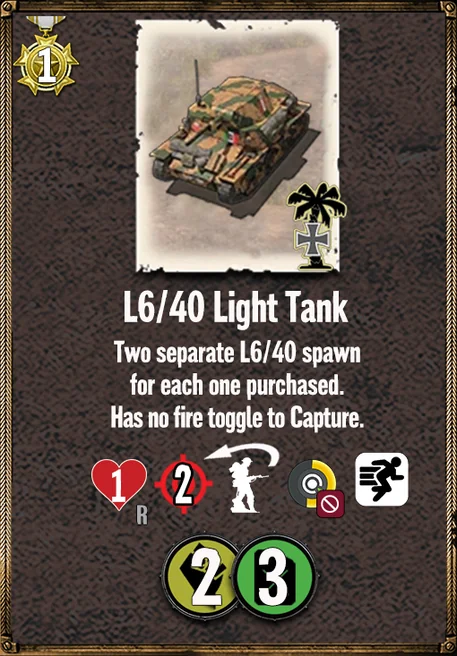 1
L6/40 Light Tank
Two separate L6/40 spawn
for each one purchased.
Has no fire toggle to Capture.
1 2
R
2 3